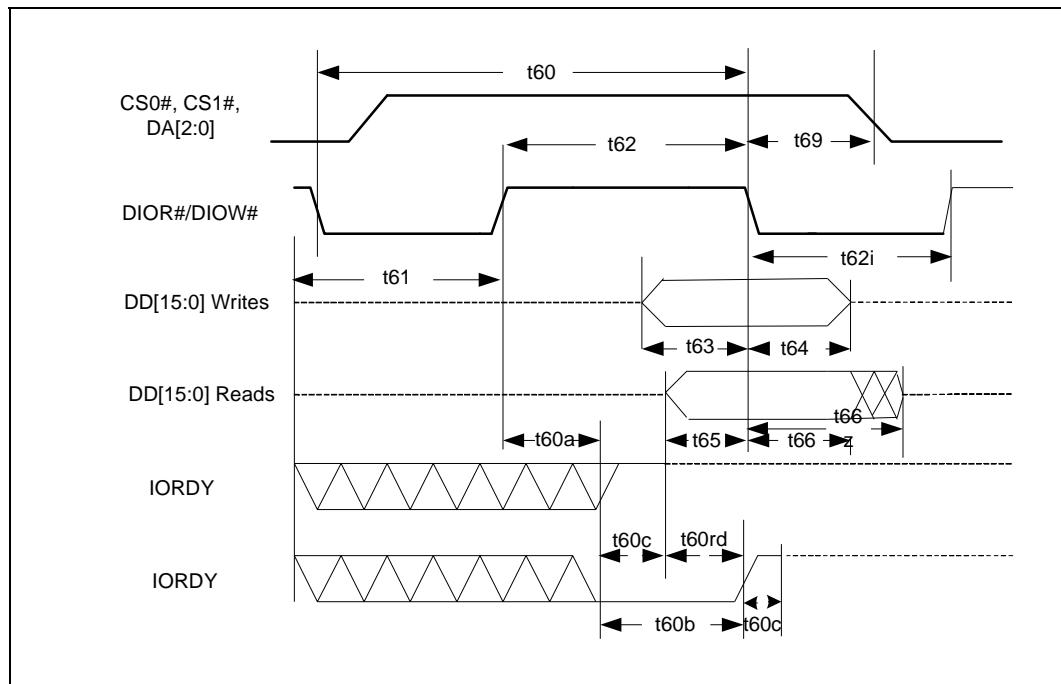 t60
CS0#, CS1#,
DA[2:0]
t62
t69
DIOR#/DIOW#
t62i
t61
DD[15:0] Writes
t63
t64
DD[15:0] Reads
t66
z
t60a
t65
t66
IORDY
t60c
t60rd
IORDY
t60b
t60c